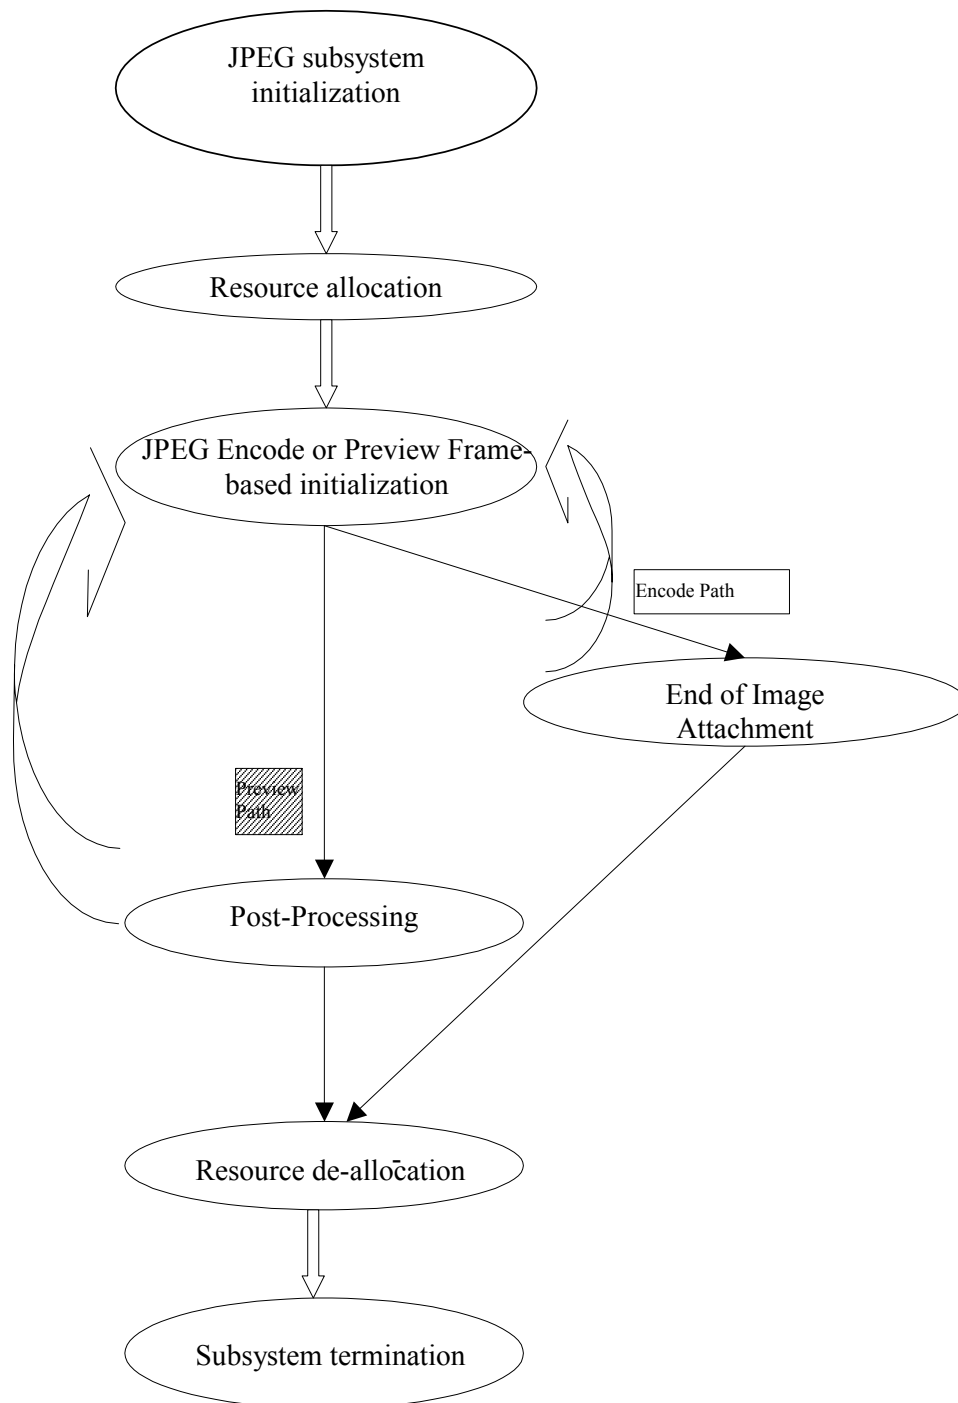 JPEG subsystem
initialization
Resource allocation
JPEG Encode or Preview Frame-
based initialization
Encode Path
End of Image
Attachment
Preview
Path
Post-Processing
Resource de-allocation
Subsystem termination